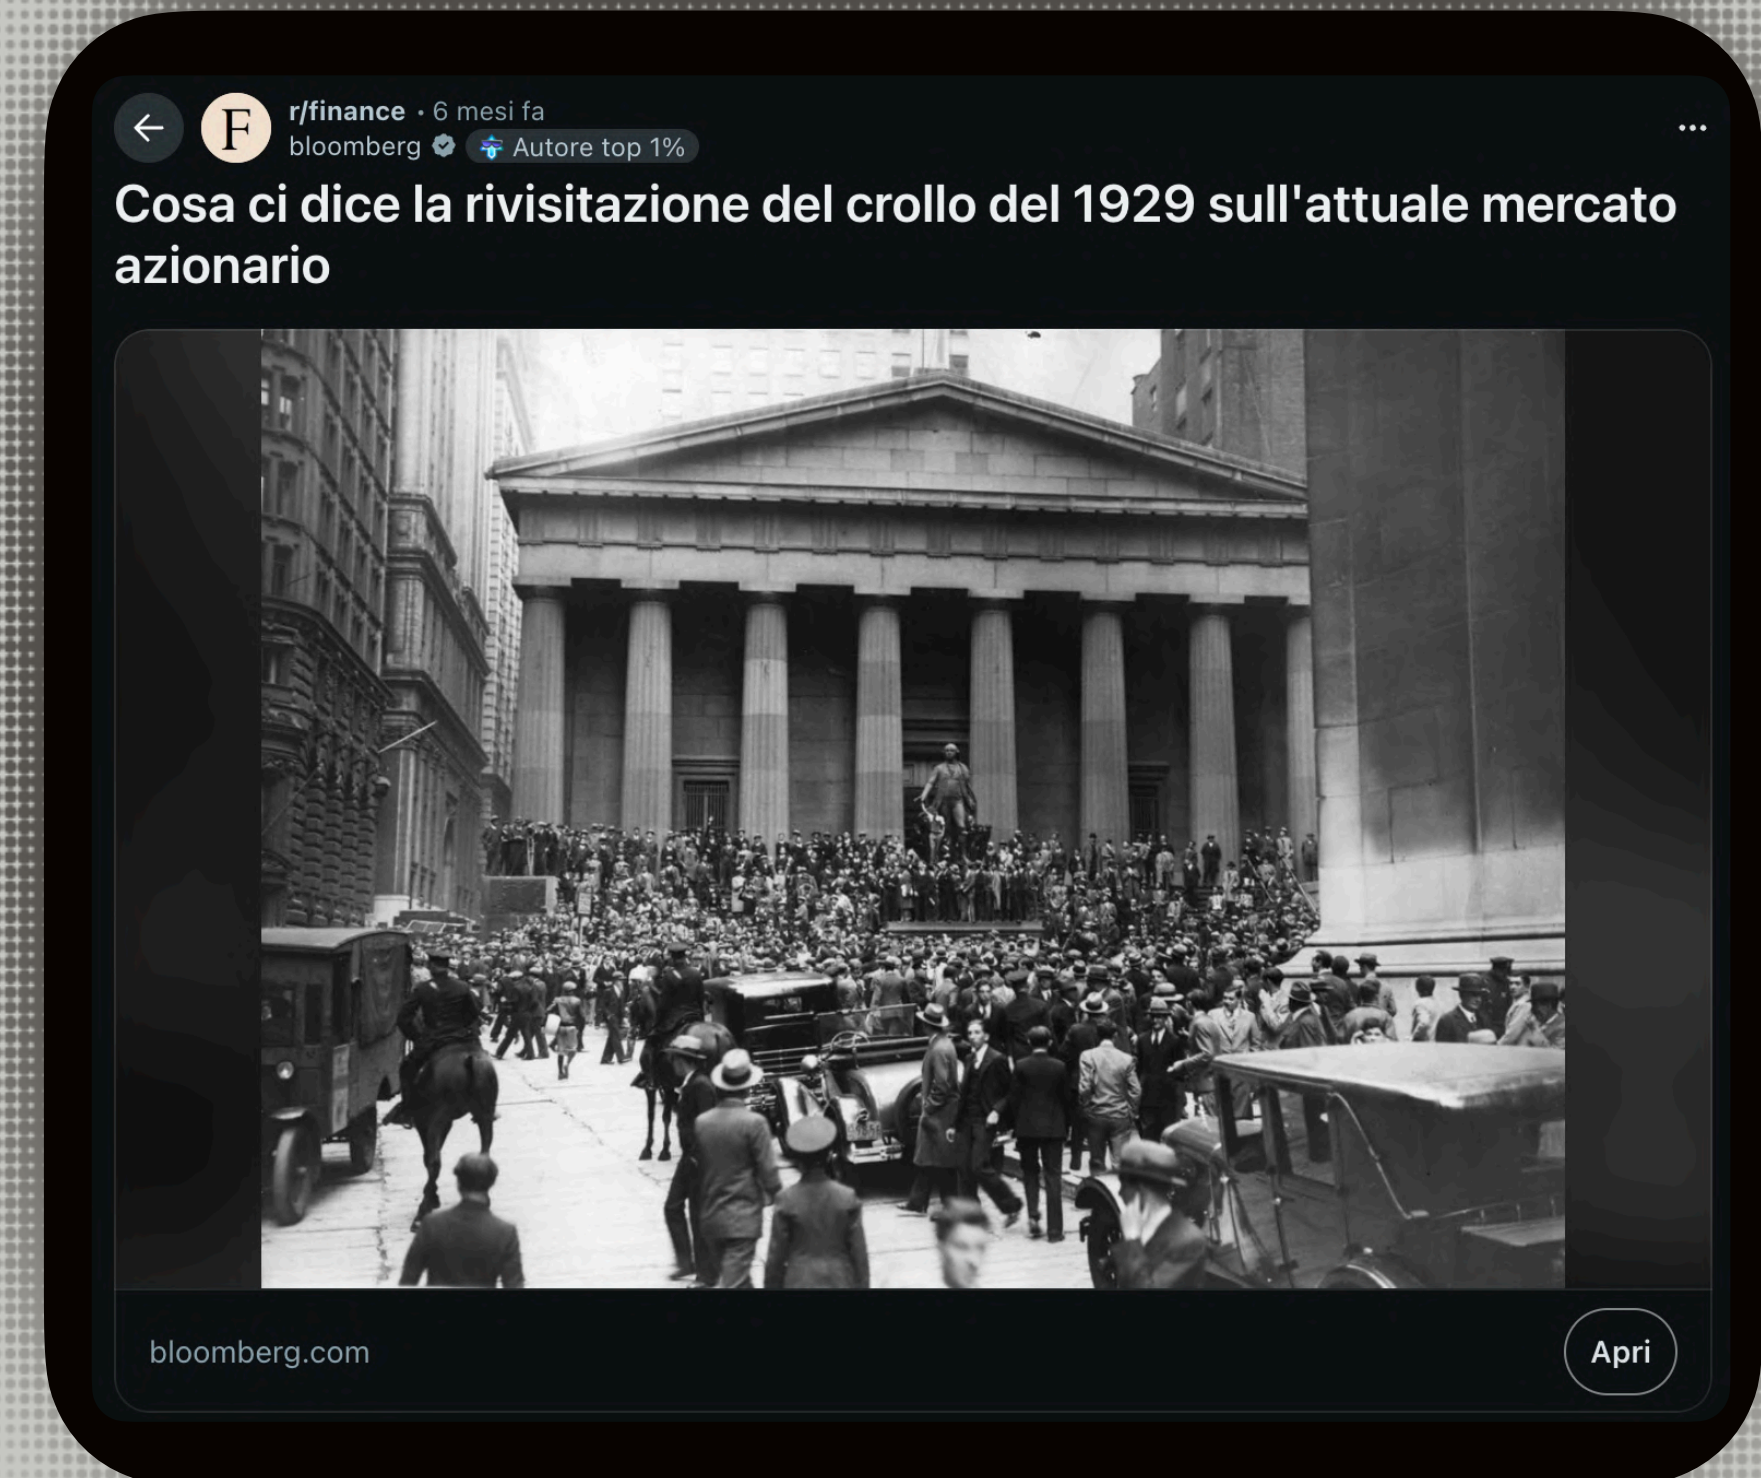 F
r/finance • 6 mesi fa
bloomberg Autore top 1%
Cosa ci dice la rivisitazione del crollo del 1929 sull'attuale mercato
azionario
bloomberg.com
Apri